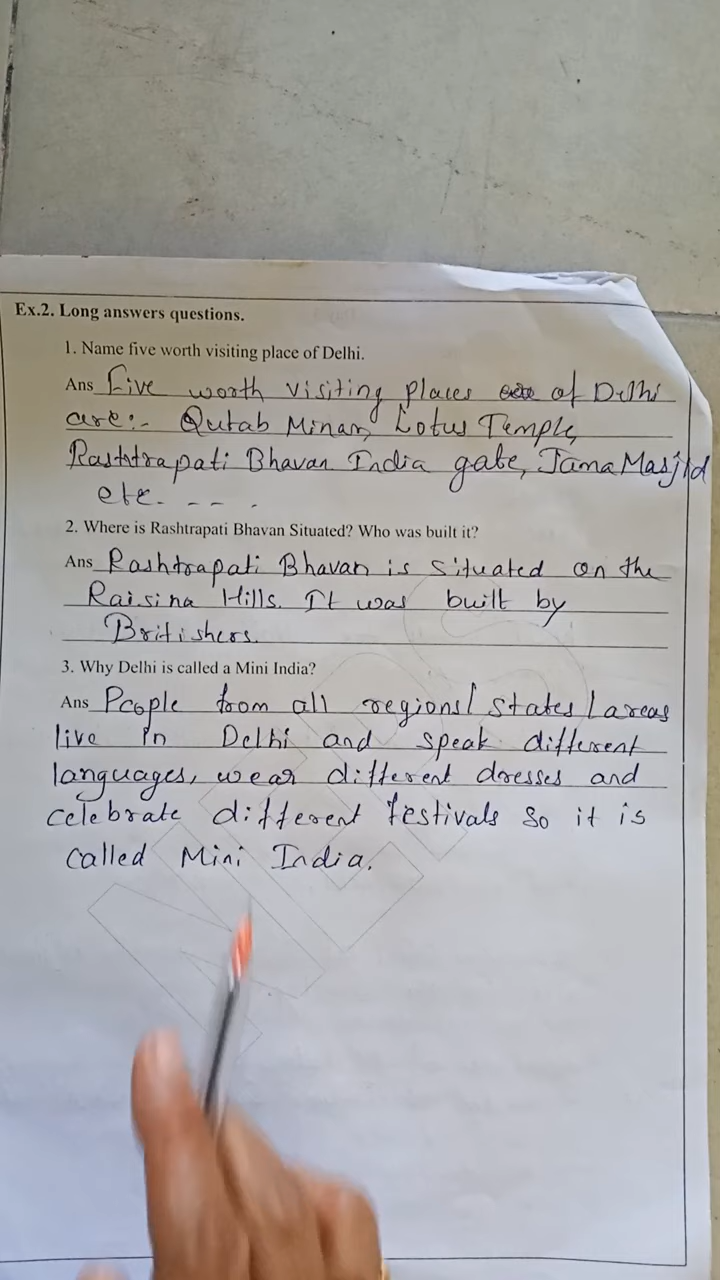 Ex.2. Long answers questions.
1. Name five worth visiting place of Delhi.
Ans Five worth visiting places of Delhi
are:- Qutab Minar, Lotus Temple,
Rashtrapati Bhavan India gate, Jama Masjid
etc. - - .
2. Where is Rashtrapati Bhavan Situated? Who was built it?
Ans Rashtrapati Bhavan is situated on the
Raisina Hills. It was built by
Britishers.
3. Why Delhi is called a Mini India?
Ans People from all regions/ states/ areas
live in Delhi and speak different
languages, wear different dresses and
celebrate different festivals so it is
called Mini India.